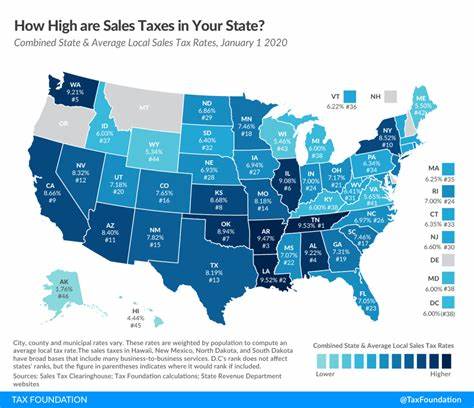 How High are Sales Taxes in Your State?
Combined State & Average Local Sales Tax Rates, January 1 2020
WA
9.21%
#5
MT
ND
6.86%
#29
MN
7.46%
#18
VT
6.22% #36
NH
ME
5.50%
#42
OR
ID
6.03%
#37
WY
5.34%
#44
SD
6.40%
#32
WI
5.46%
#43
MI
6.00%
#38
NY
8.52%
#10
NV
8.32%
#12
UT
7.18%
#20
CO
7.65%
#16
NE
6.93%
#28
IA
6.94%
#27
IL
9.08%
#6
IN
7.00%
OH
7.17%
#21
PA
6.34%
#34
MA
6.25% #35
RI
7.00%
CT
6.35% #33
NJ
6.60% #30
DE
MD
6.00% (#38)
DC
6.00% (#38)
CA
8.66%
#9
KS
8.68%
#8
MO
8.18%
#14
KY
6.00% (#38)
WV
6.41%
VA
5.65%
#41
AZ
8.40%
#11
NM
7.82%
#15
OK
8.94%
#7
AR
9.47%
#3
TN
9.53% #1
NC
6.97% #26
SC
7.46%
TX
8.19%
#13
LA
9.52% #2
MS
7.07%
#22
AL
9.22%
#4
GA
7.31%
#19
FL
7.05%
#23
AK
1.76%
#46
HI
4.44%
#45
City, county and municipal rates vary. These rates are weighted by population to compute an
average local tax rate.The sales taxes in Hawaii, New Mexico, North Dakota, and South Dakota
have broad bases that include many business-to-business services. D.C's rank does not affect
states' ranks, but the figure in parentheses indicates where it would rank if included.
Sources: Sales Tax Clearinghouse; Tax Foundation calculations; State Revenue Department
websites
Combined State & Average Local Sales Tax Rates
Lower
Higher
TAX FOUNDATION
@TaxFoundation